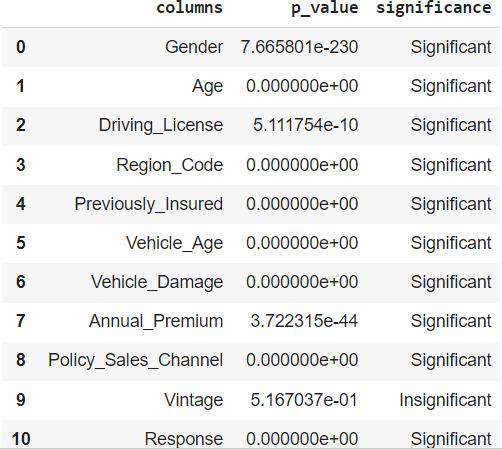 columns p_value significance
0 Gender 7.665801e-230 Significant
1 Age 0.000000e+00 Significant
2 Driving_License 5.111754e-10 Significant
3 Region_Code 0.000000e+00 Significant
4 Previously_Insured 0.000000e+00 Significant
5 Vehicle_Age 0.000000e+00 Significant
6 Vehicle_Damage 0.000000e+00 Significant
7 Annual_Premium 3.722315e-44 Significant
8 Policy_Sales_Channel 0.000000e+00 Significant
9 Vintage 5.167037e-01 Insignificant
10 Response 0.000000e+00 Significant